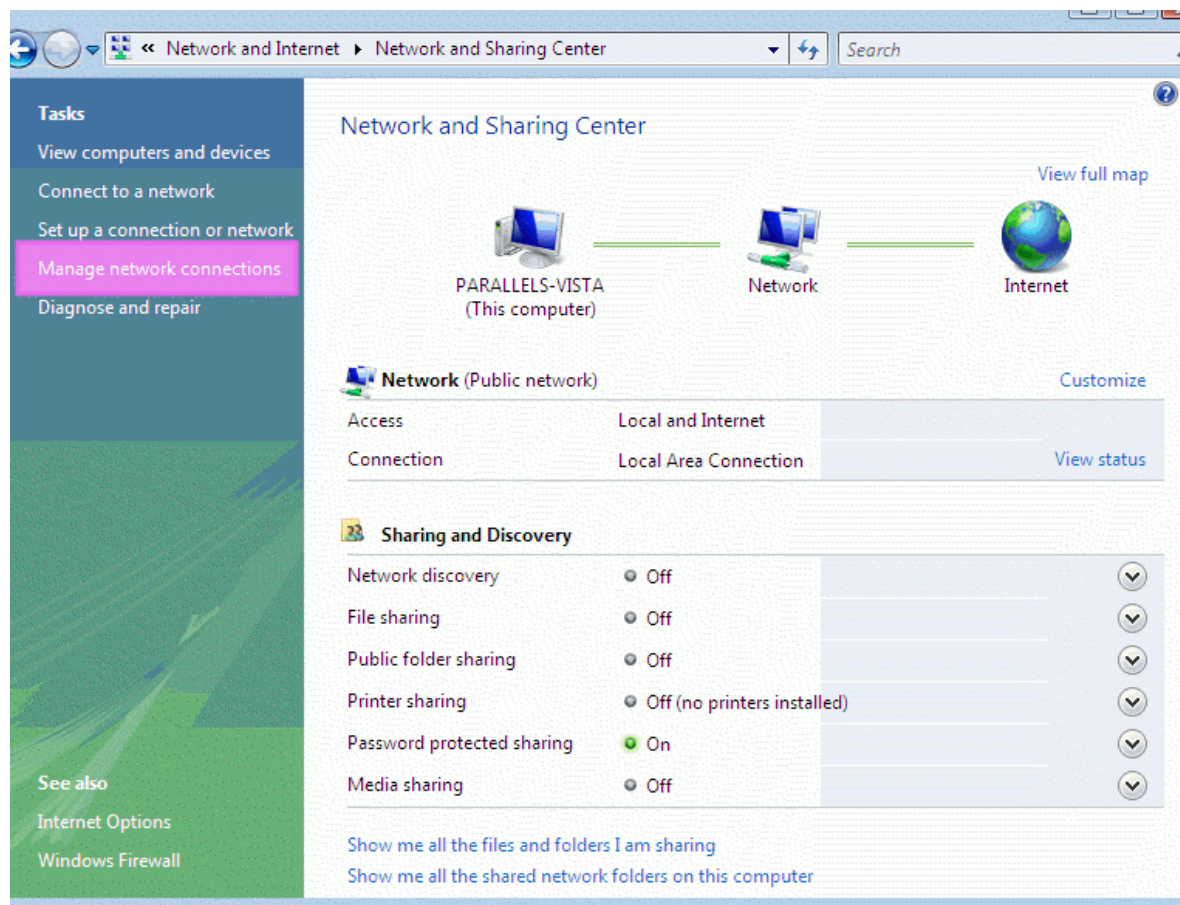 « Network and Internet ▸ Network and Sharing Center
Search
Tasks
View computers and devices
Connect to a network
Set up a connection or network
Manage network connections
Diagnose and repair
See also
Internet Options
Windows Firewall
Network and Sharing Center
View full map
PARALLELS-VISTA
(This computer)
Network
Internet
Network (Public network)
Customize
Access Local and Internet
Connection Local Area Connection View status
Sharing and Discovery
Network discovery Off
File sharing Off
Public folder sharing Off
Printer sharing Off (no printers installed)
Password protected sharing On
Media sharing Off
Show me all the files and folders I am sharing
Show me all the shared network folders on this computer